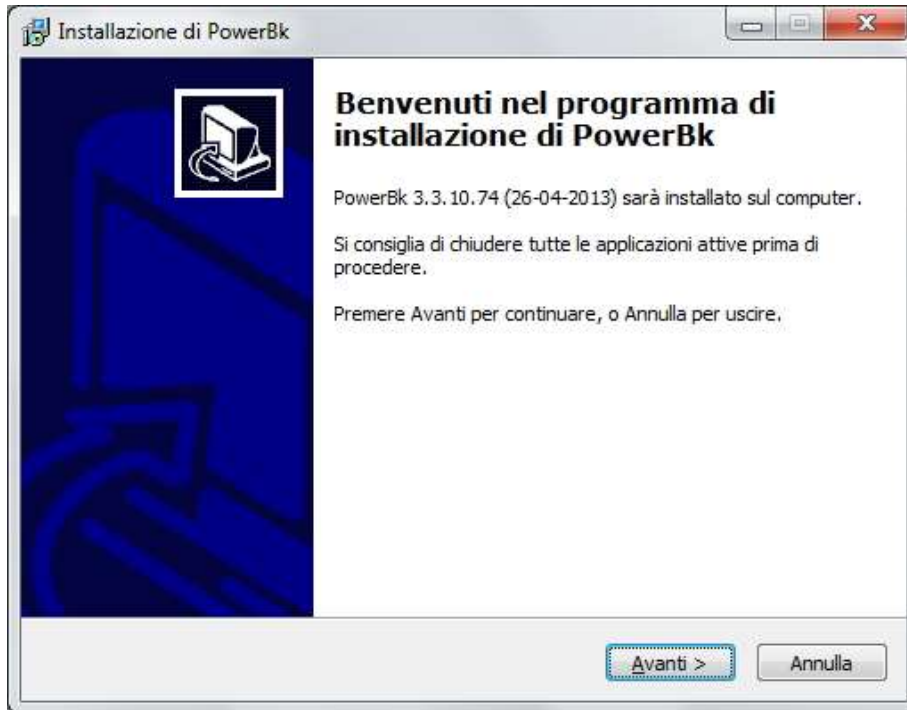 Installazione di PowerBk
Benvenuti nel programma di
installazione di PowerBk
PowerBk 3.3.10.74 (26-04-2013) sarà installato sul computer.
Si consiglia di chiudere tutte le applicazioni attive prima di
procedere.
Premere Avanti per continuare, o Annulla per uscire.
Avanti >
Annulla